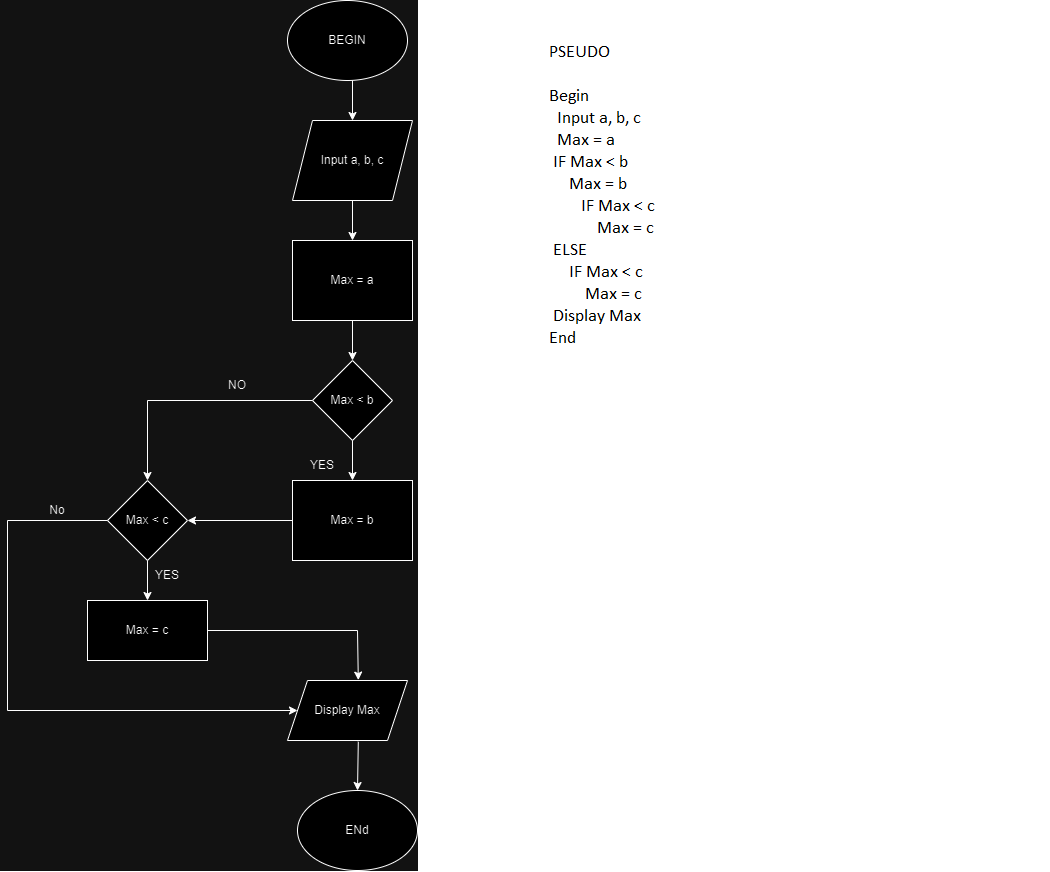 BEGIN
Input a, b, c
Max = a
Max < b
NO
YES
Max = b
Max < c
No
YES
Max = c
Display Max
ENd
PSEUDO
Begin
Input a, b, c
Max = a
IF Max < b
Max = b
IF Max < c
Max = c
ELSE
IF Max < c
Max = c
Display Max
End